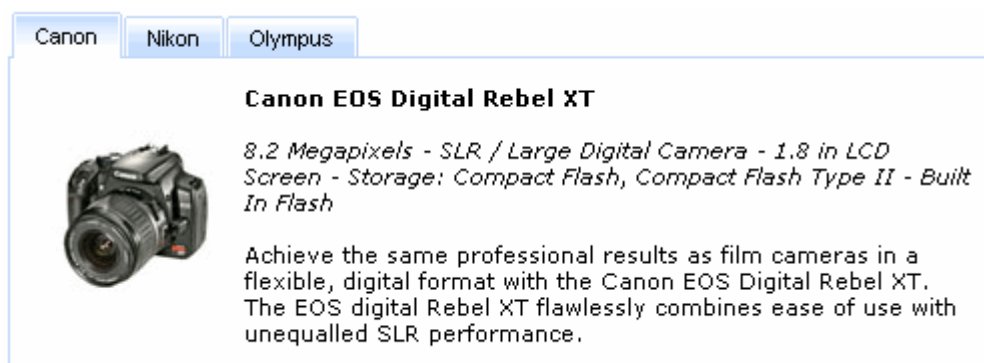 Canon Nikon Olympus
Canon EOS Digital Rebel XT
8.2 Megapixels - SLR / Large Digital Camera - 1.8 in LCD
Screen - Storage: Compact Flash, Compact Flash Type II - Built
In Flash
Achieve the same professional results as film cameras in a
flexible, digital format with the Canon EOS Digital Rebel XT.
The EOS digital Rebel XT flawlessly combines ease of use with
unequalled SLR performance.
Canon